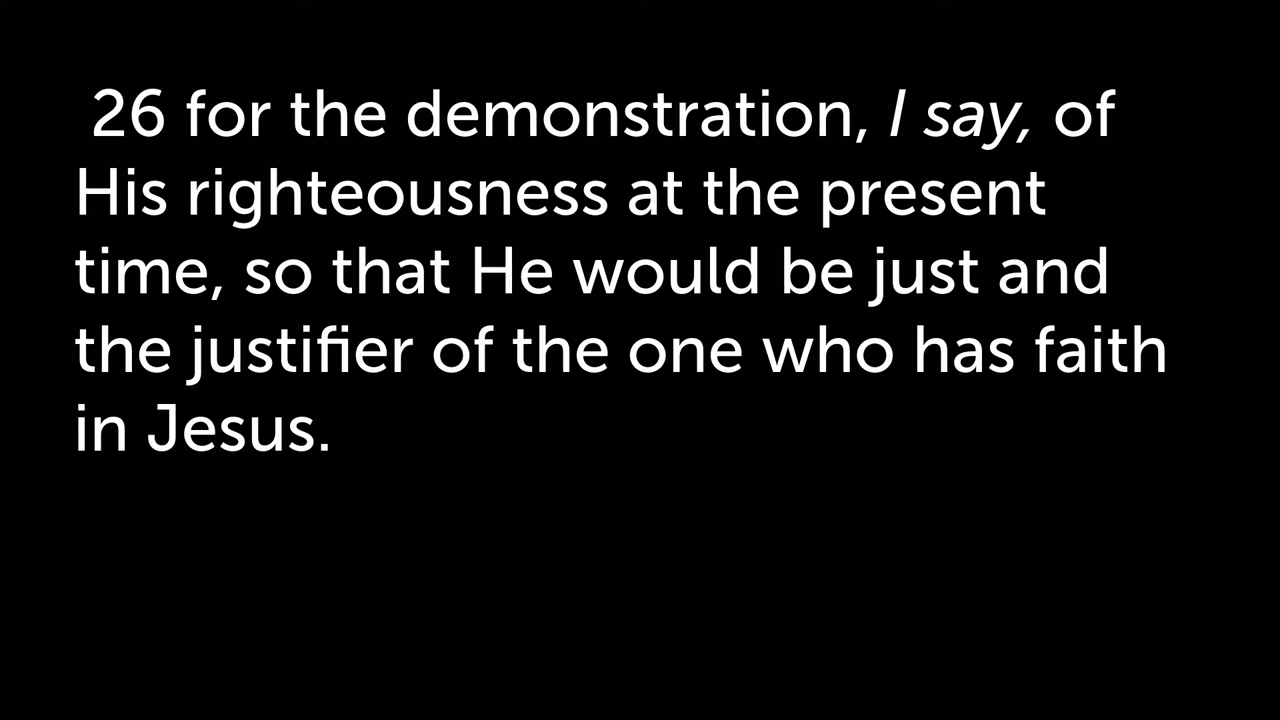 26 for the demonstration, I say, of
His righteousness at the present
time, so that He would be just and
the justifier of the one who has faith
in Jesus.